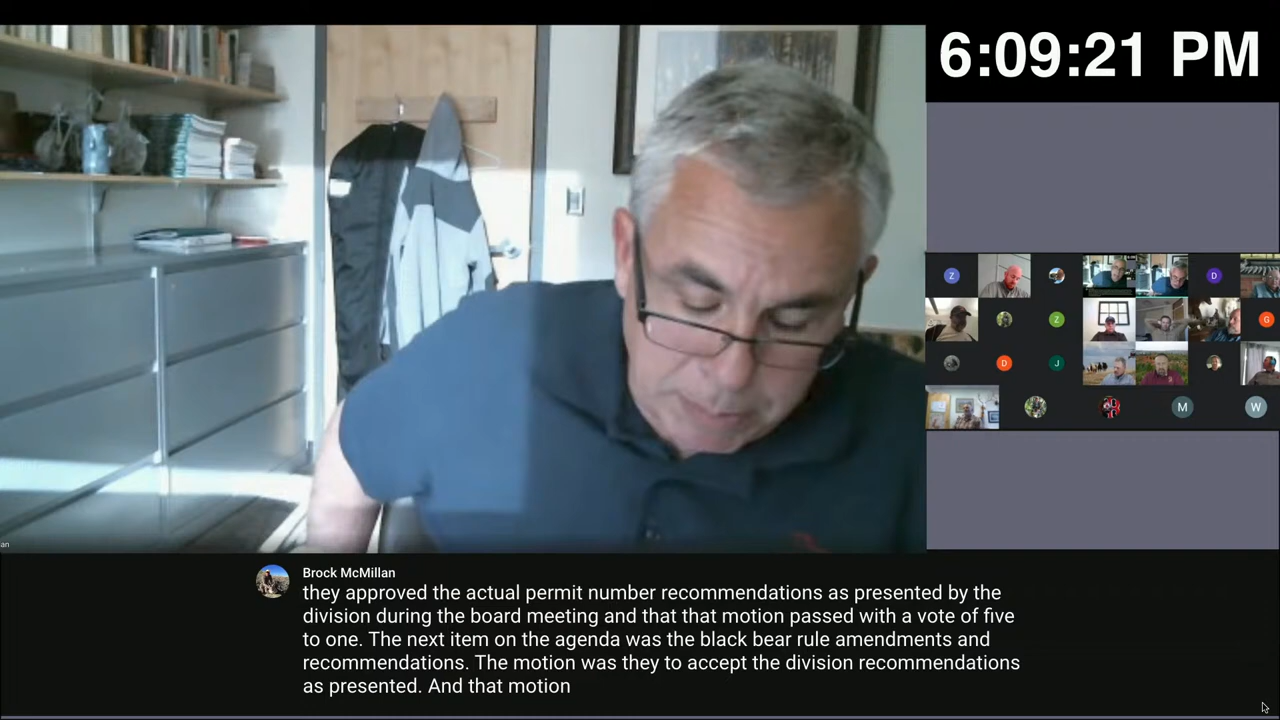 6:09:21 PM
Z
D
Z
G
D
J
M
W
an
Brock McMillan
they approved the actual permit number recommendations as presented by the
division during the board meeting and that that motion passed with a vote of five
to one. The next item on the agenda was the black bear rule amendments and
recommendations. The motion was they to accept the division recommendations
as presented. And that motion